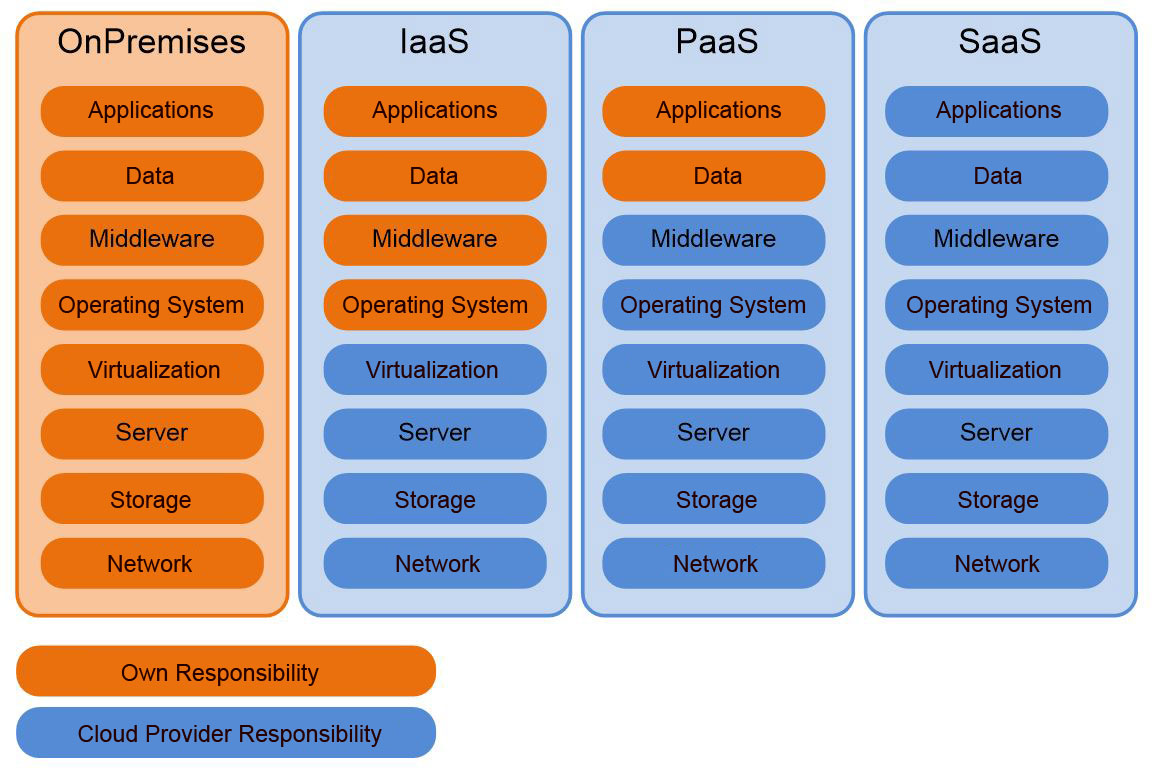 OnPremises
Applications
Data
Middleware
Operating System
Virtualization
Server
Storage
Network
IaaS
Applications
Data
Middleware
Operating System
Virtualization
Server
Storage
Network
PaaS
Applications
Data
Middleware
Operating System
Virtualization
Server
Storage
Network
SaaS
Applications
Data
Middleware
Operating System
Virtualization
Server
Storage
Network
Own Responsibility
Cloud Provider Responsibility